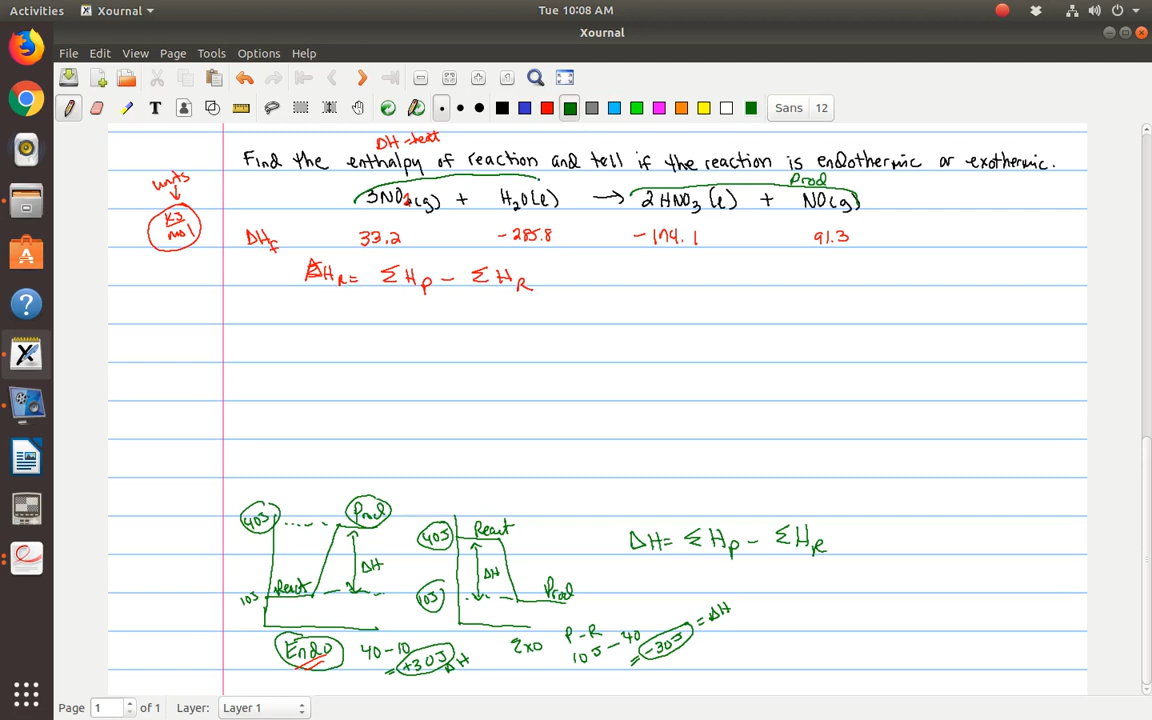 Activities Xournal Tue 10:08 AM
Xournal
File Edit View Page Tools Options Help
Sans 12
ΔH = heat
Find the enthalpy of reaction and tell if the reaction is endothermic or exothermic.
units
Prod
3NO₂(g) + H₂O(l) → 2HNO₃(l) + NO(g)
KJ
mol
ΔHf 33.2 -285.8 -174.1 91.3
ΔHR = ΣHP - ΣHR
40J Prod
40J React
ΔH = ΣHP - ΣHR
ΔH
ΔH
10J React
10J Prod
Endo 40-10
= +30J ΔH
Exo P-R
10J - 40
= -30J = ΔH
Page 1 of 1 Layer: Layer 1